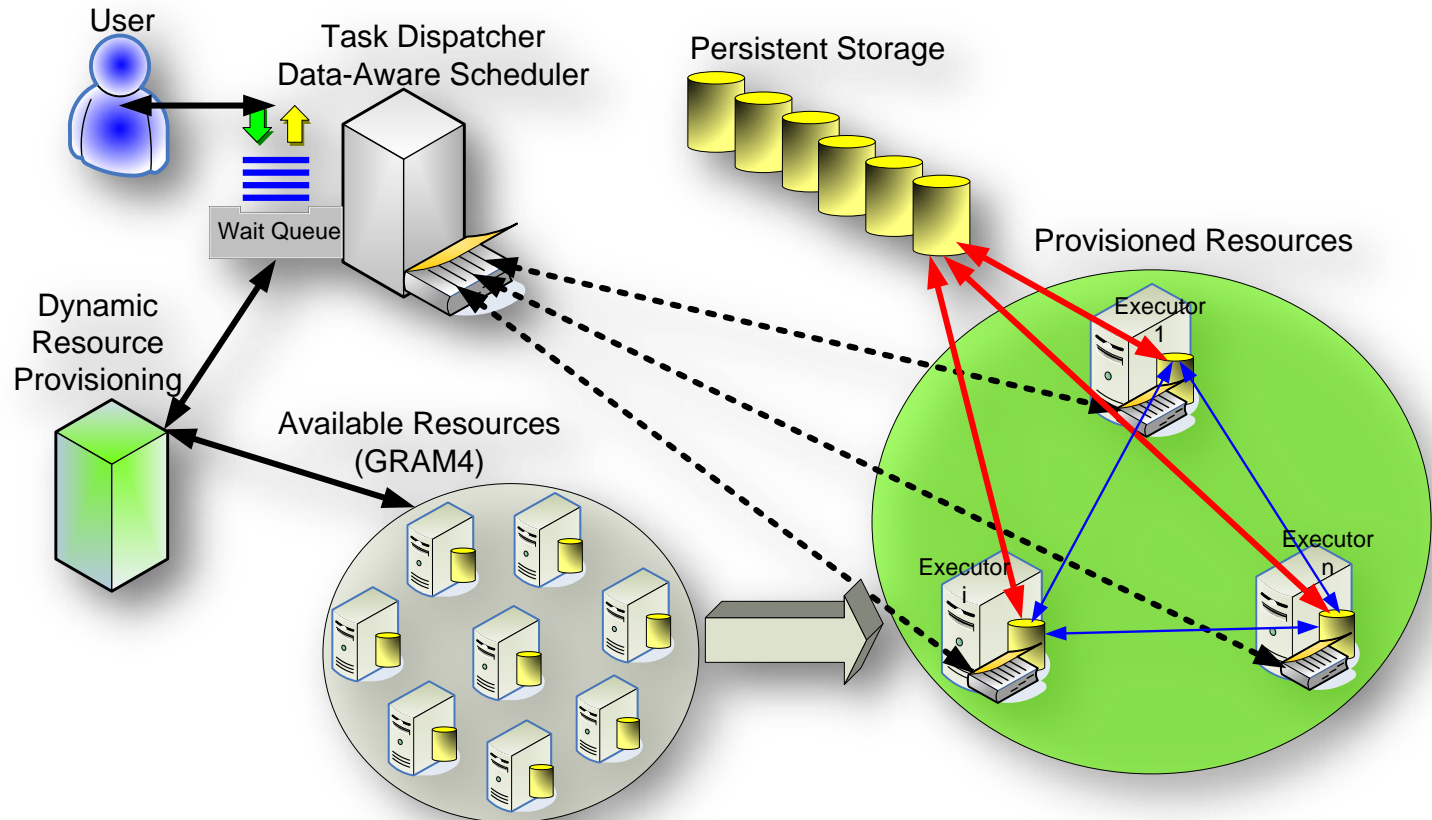 User
Task Dispatcher
Data-Aware Scheduler
Persistent Storage
Wait Queue
Provisioned Resources
Dynamic
Resource
Provisioning
Executor
1
Available Resources
(GRAM4)
Executor
i
Executor
n